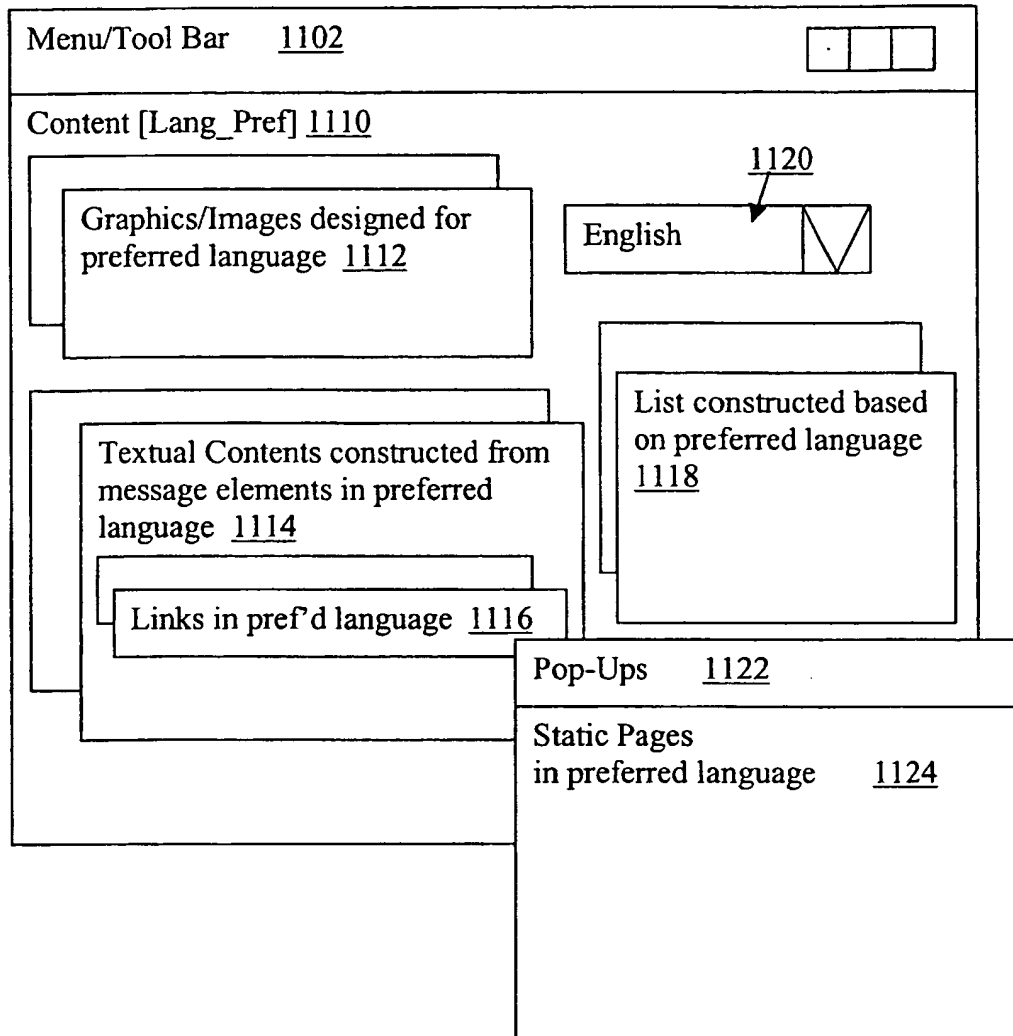 Menu/Tool Bar 1102
Content [Lang_Pref] 1110
1120
Graphics/Images designed for
preferred language 1112
English
List constructed based
on preferred language
1118
Textual Contents constructed from
message elements in preferred
language 1114
Links in pref'd language 1116
Pop-Ups 1122
Static Pages
in preferred language 1124